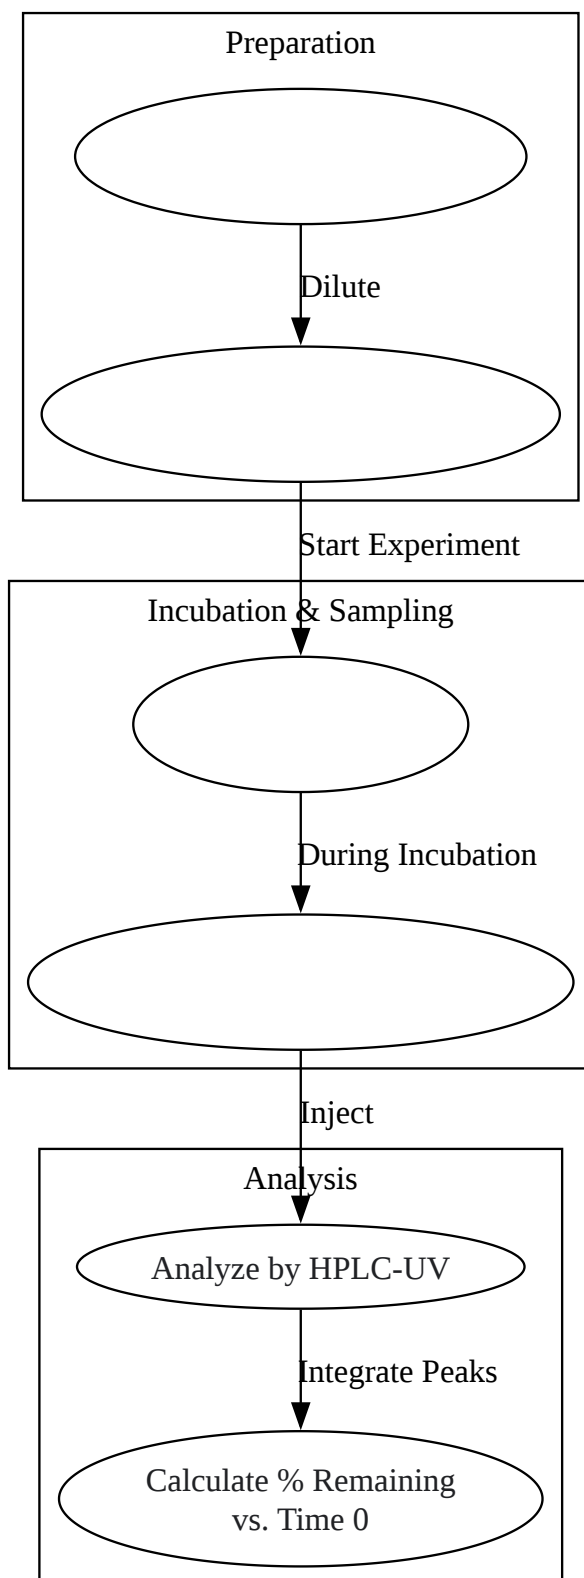 Preparation
Dilute
Start Experiment
Incubation & Sampling
During Incubation
Inject
Analysis
Analyze by HPLC-UV
Integrate Peaks
Calculate % Remaining
vs. Time 0